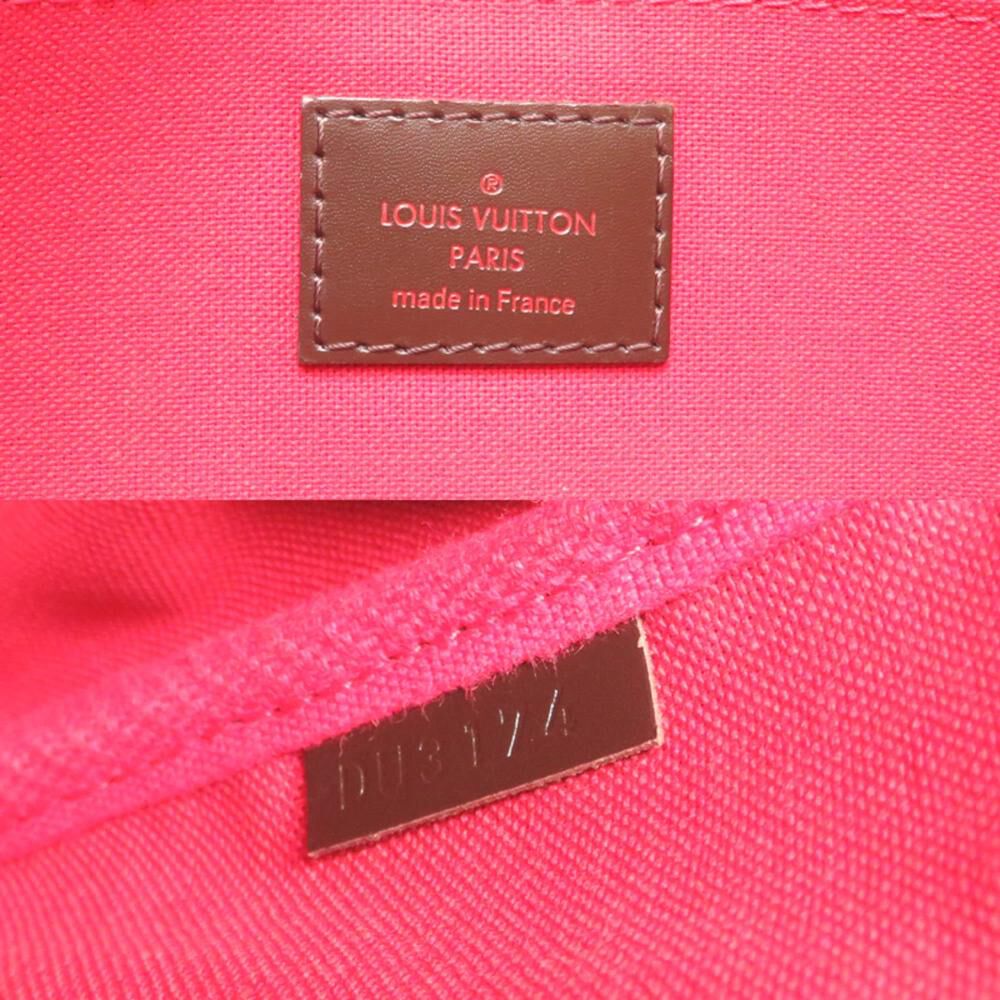 ®
LOUIS VUITTON
PARIS
made in France
DU3174